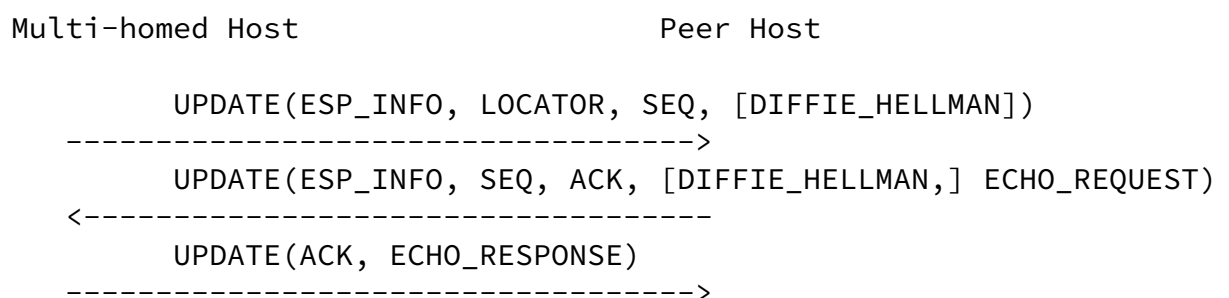 Multi-homed Host                    Peer Host
UPDATE(ESP_INFO, LOCATOR, SEQ, [DIFFIE_HELLMAN])
----------------------------------->
UPDATE(ESP_INFO, SEQ, ACK, [DIFFIE_HELLMAN,] ECHO_REQUEST)
<-----------------------------------
UPDATE(ACK, ECHO_RESPONSE)
----------------------------------->